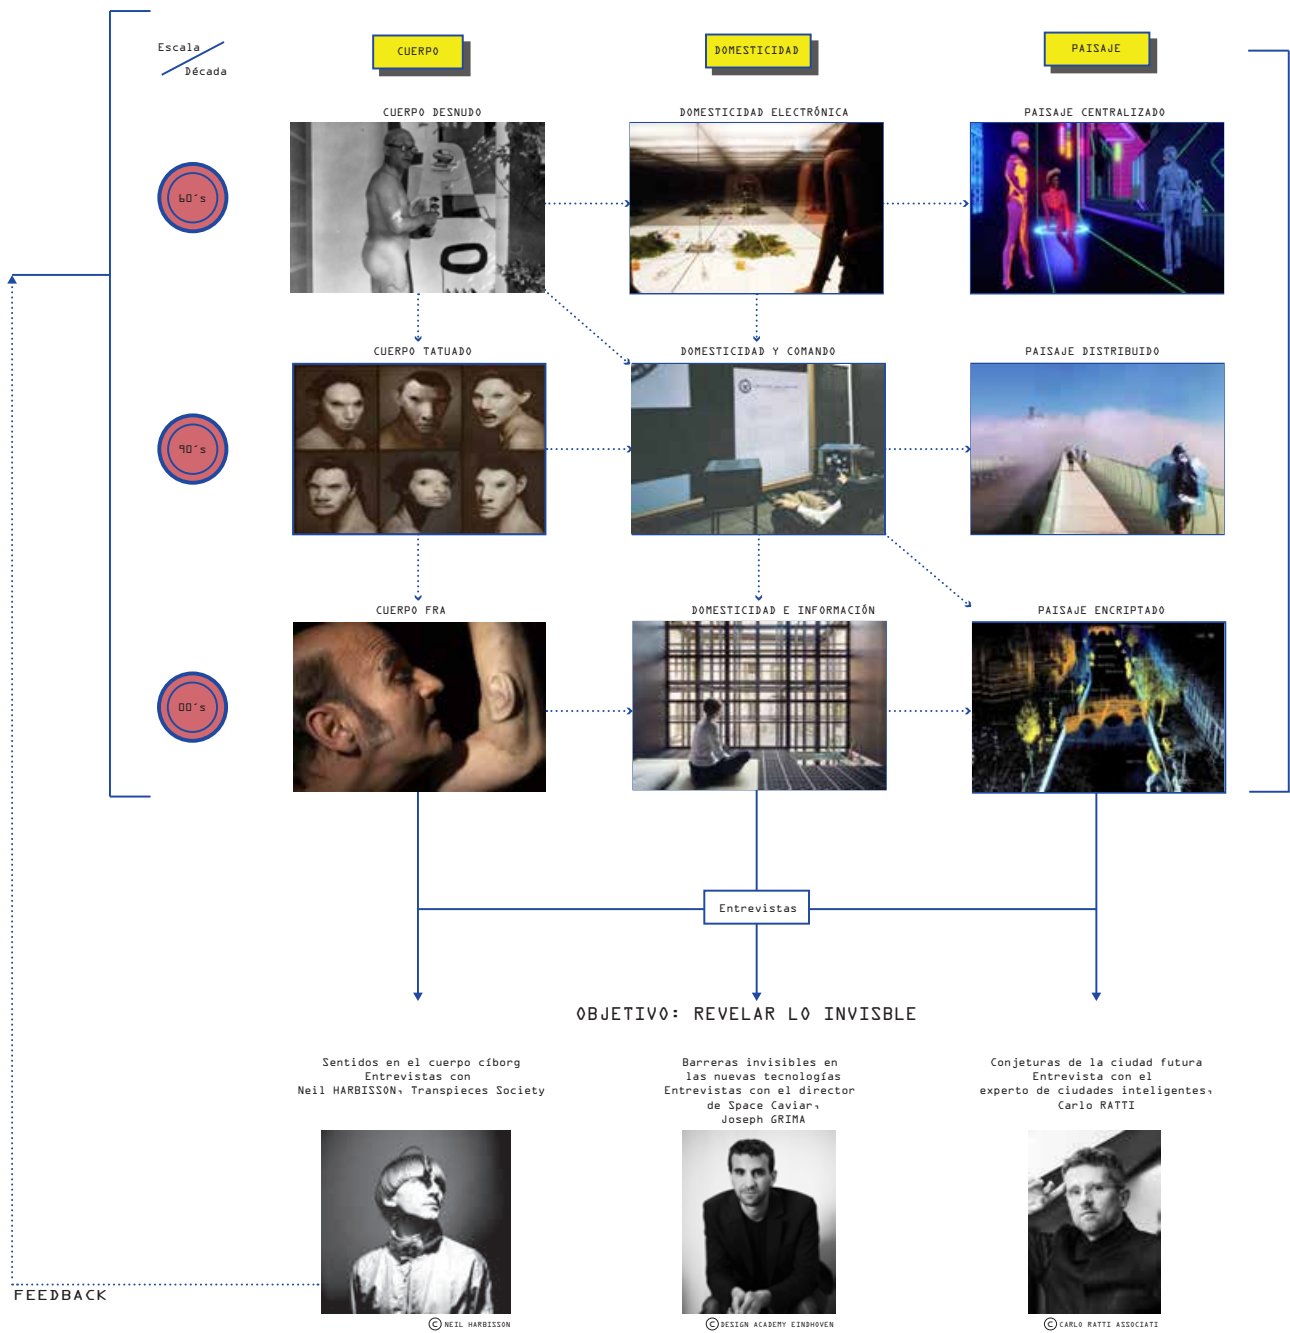 Escala
Década
CUERPO
DOMESTICIDAD
PAISAJE
CUERPO DESNUDO
DOMESTICIDAD ELECTRÓNICA
PAISAJE CENTRALIZADO
60´s
CUERPO TATUADO
DOMESTICIDAD Y COMANDO
PAISAJE DISTRIBUIDO
90´s
CUERPO FRA
DOMESTICIDAD E INFORMACIÓN
PAISAJE ENCRIPTADO
00´s
Entrevistas
OBJETIVO: REVELAR LO INVISBLE
Sentidos en el cuerpo cíborg
Entrevistas con
Neil HARBISSON, Transpieces Society
Barreras invisibles en
las nuevas tecnologías
Entrevistas con el director
de Space Caviar,
Joseph GRIMA
Conjeturas de la ciudad futura
Entrevista con el
experto de ciudades inteligentes,
Carlo RATTI
FEEDBACK
© NEIL HARBISSON
© DESIGN ACADEMY EINDHOVEN
© CARLO RATTI ASSOCIATI